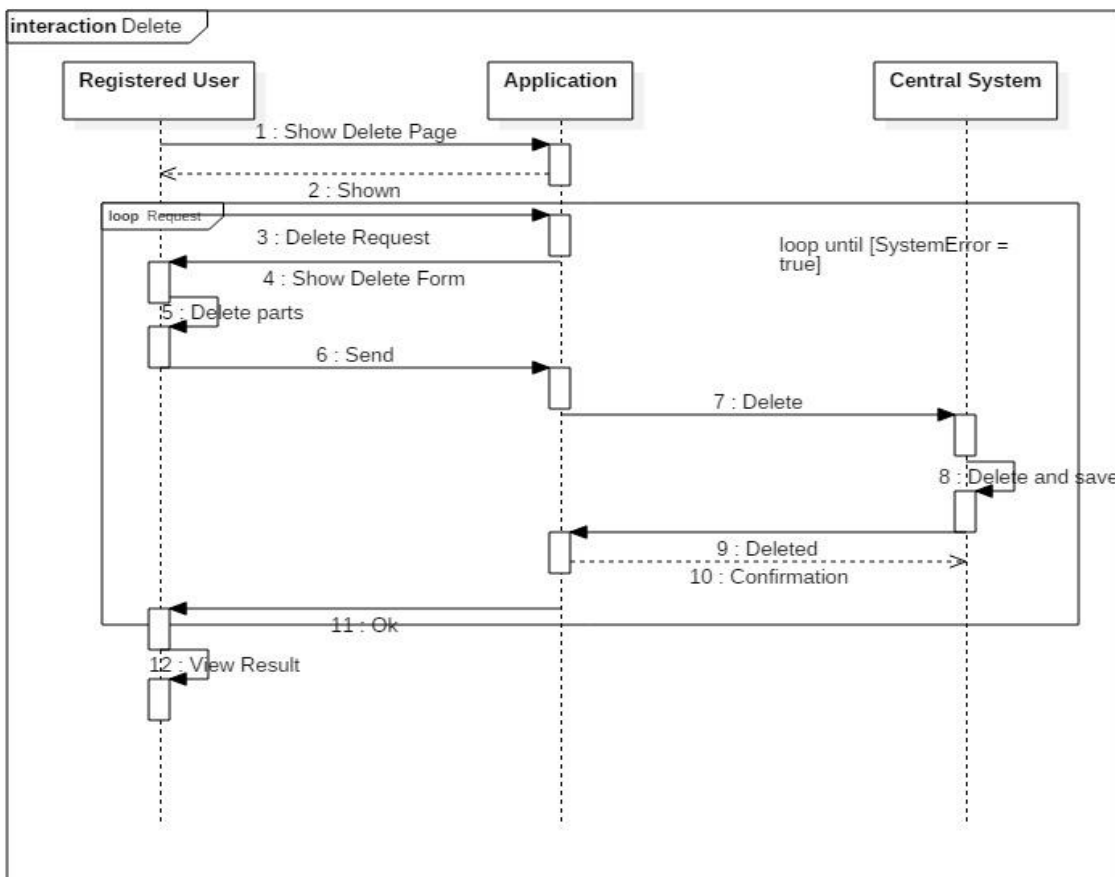 interaction Delete
Registered User
Application
Central System
1 : Show Delete Page
2 : Shown
loop Request
3 : Delete Request
loop until [SystemError =
true]
4 : Show Delete Form
5 : Delete parts
6 : Send
7 : Delete
8 : Delete and save
9 : Deleted
10 : Confirmation
11 : Ok
12 : View Result